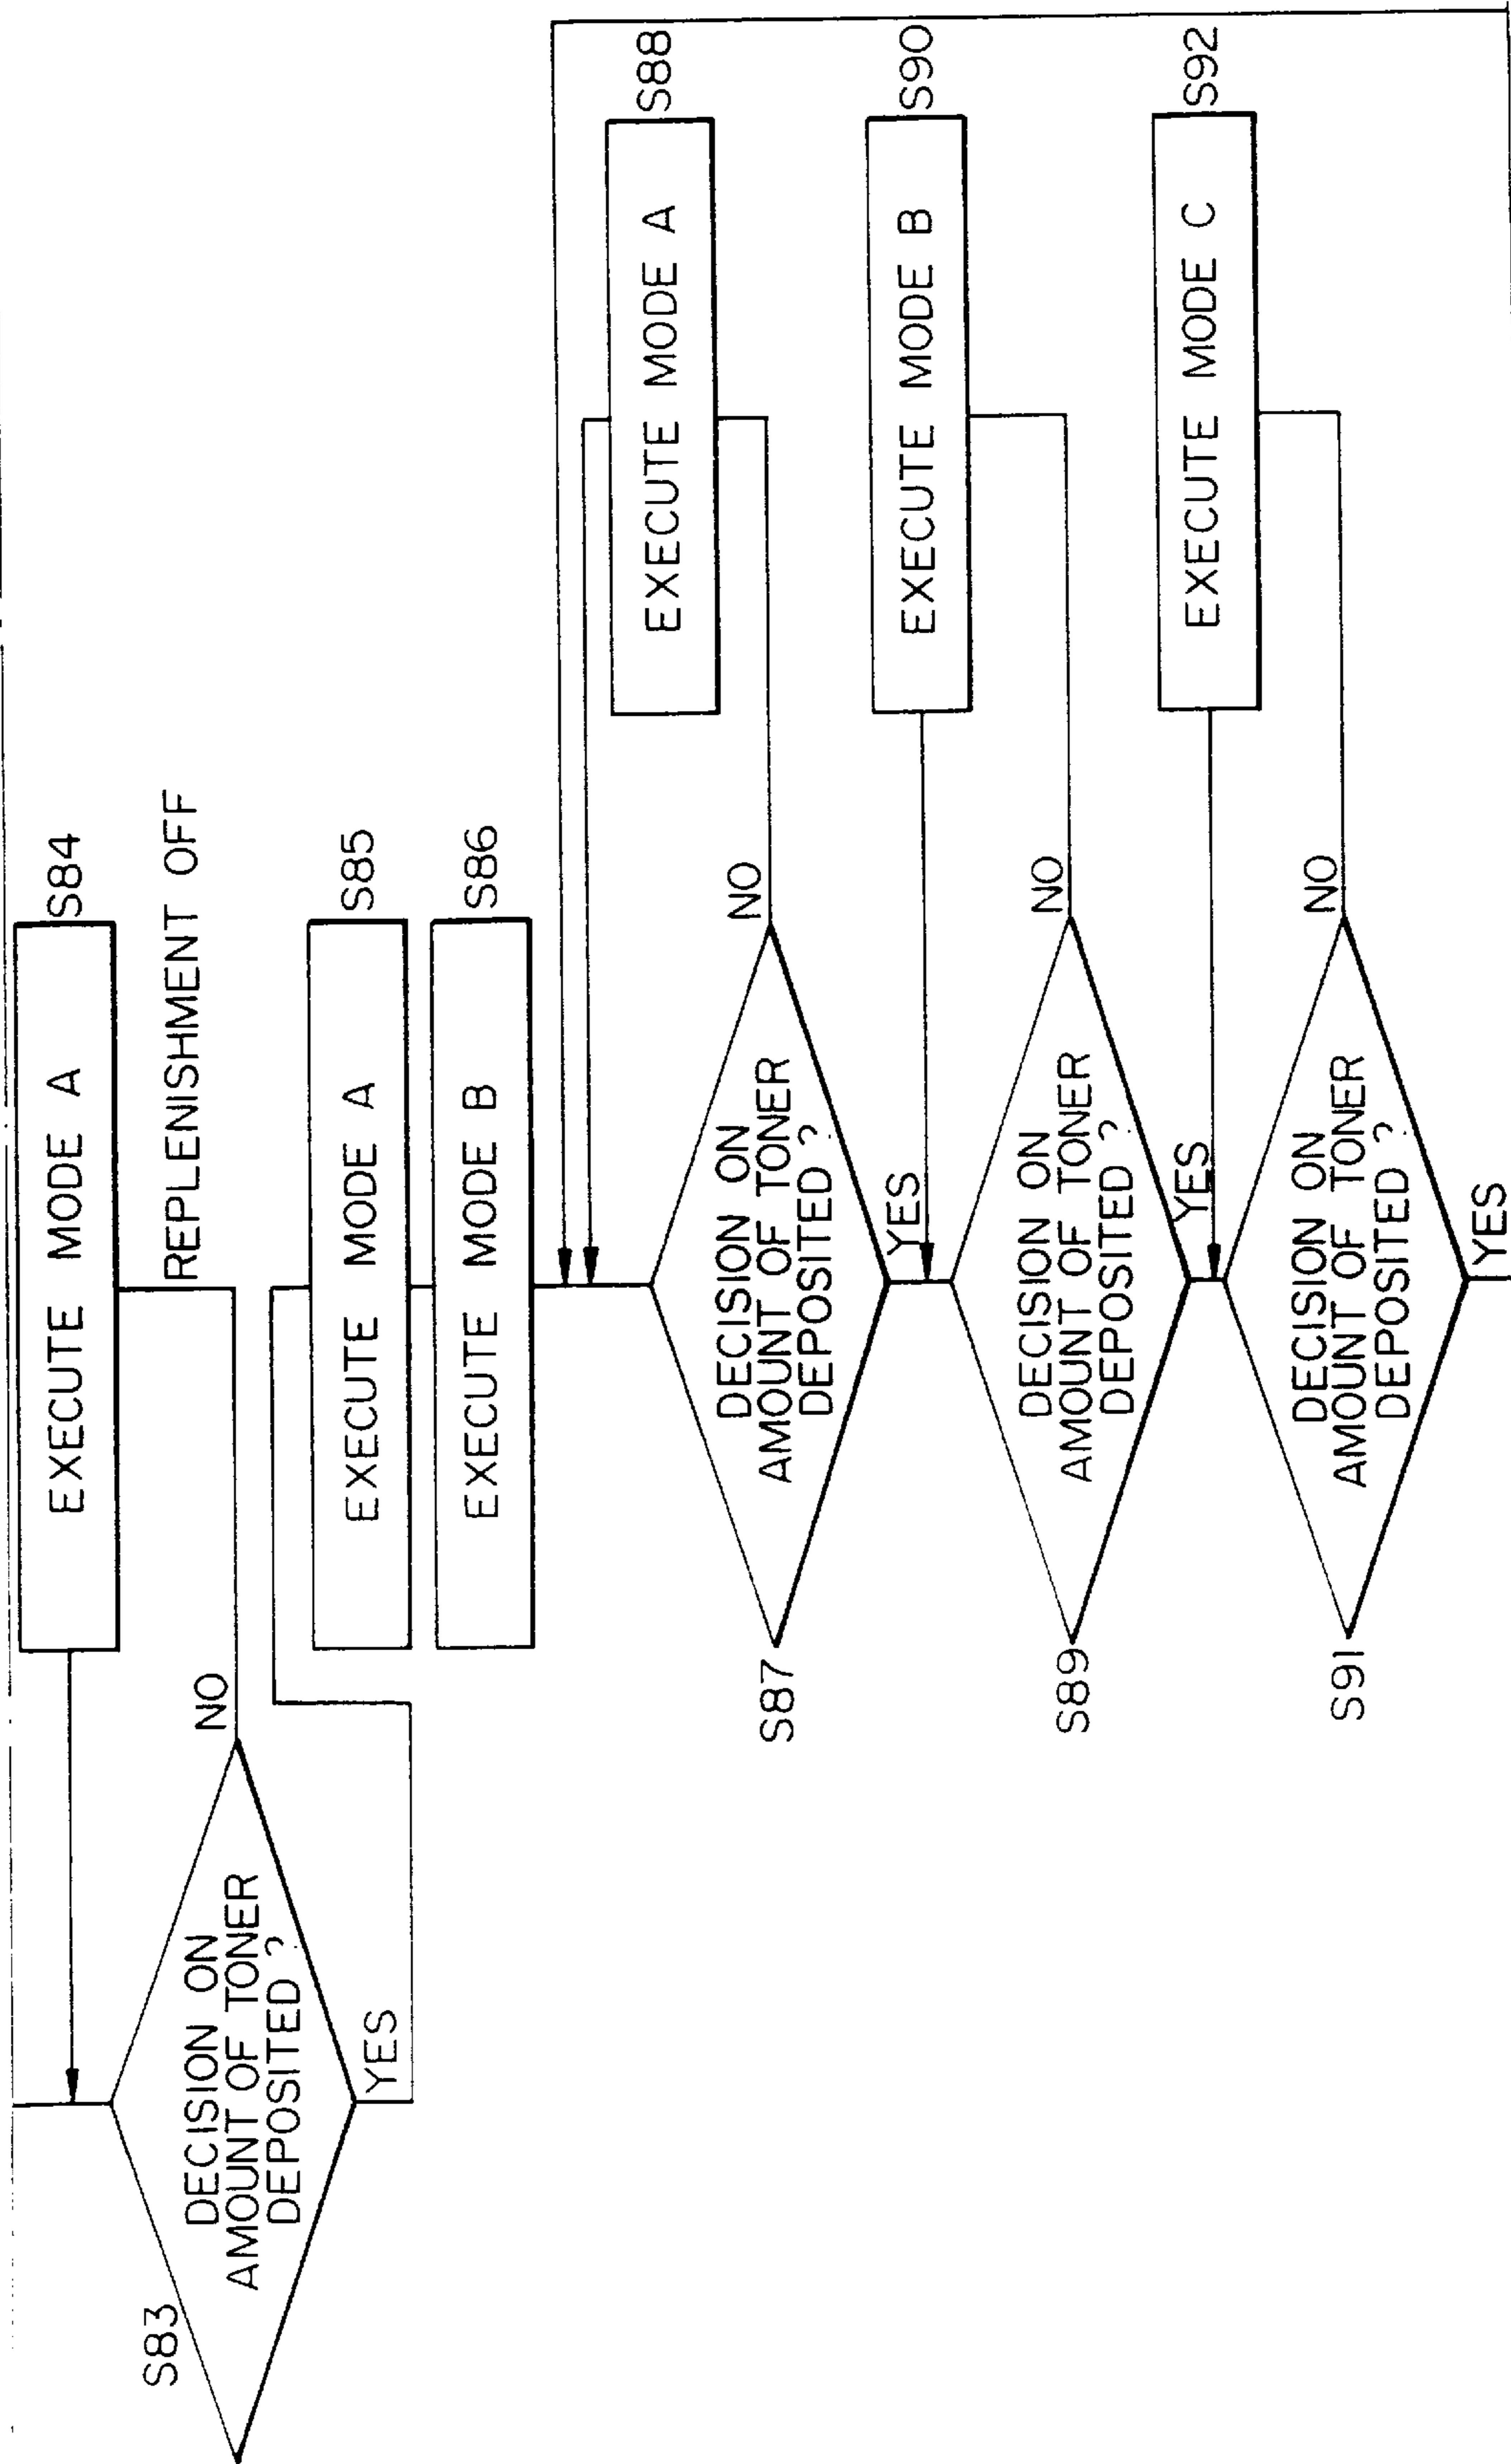 S83
DECISION ON
AMOUNT OF TONER
DEPOSITED ?
NO
YES
EXECUTE MODE A
S84
REPLENISHMENT OFF
EXECUTE MODE A
S85
EXECUTE MODE B
S86
S87
DECISION ON
AMOUNT OF TONER
DEPOSITED ?
NO
YES
EXECUTE MODE A
S88
S89
DECISION ON
AMOUNT OF TONER
DEPOSITED ?
NO
YES
EXECUTE MODE B
S90
S91
DECISION ON
AMOUNT OF TONER
DEPOSITED ?
NO
YES
EXECUTE MODE C
S92